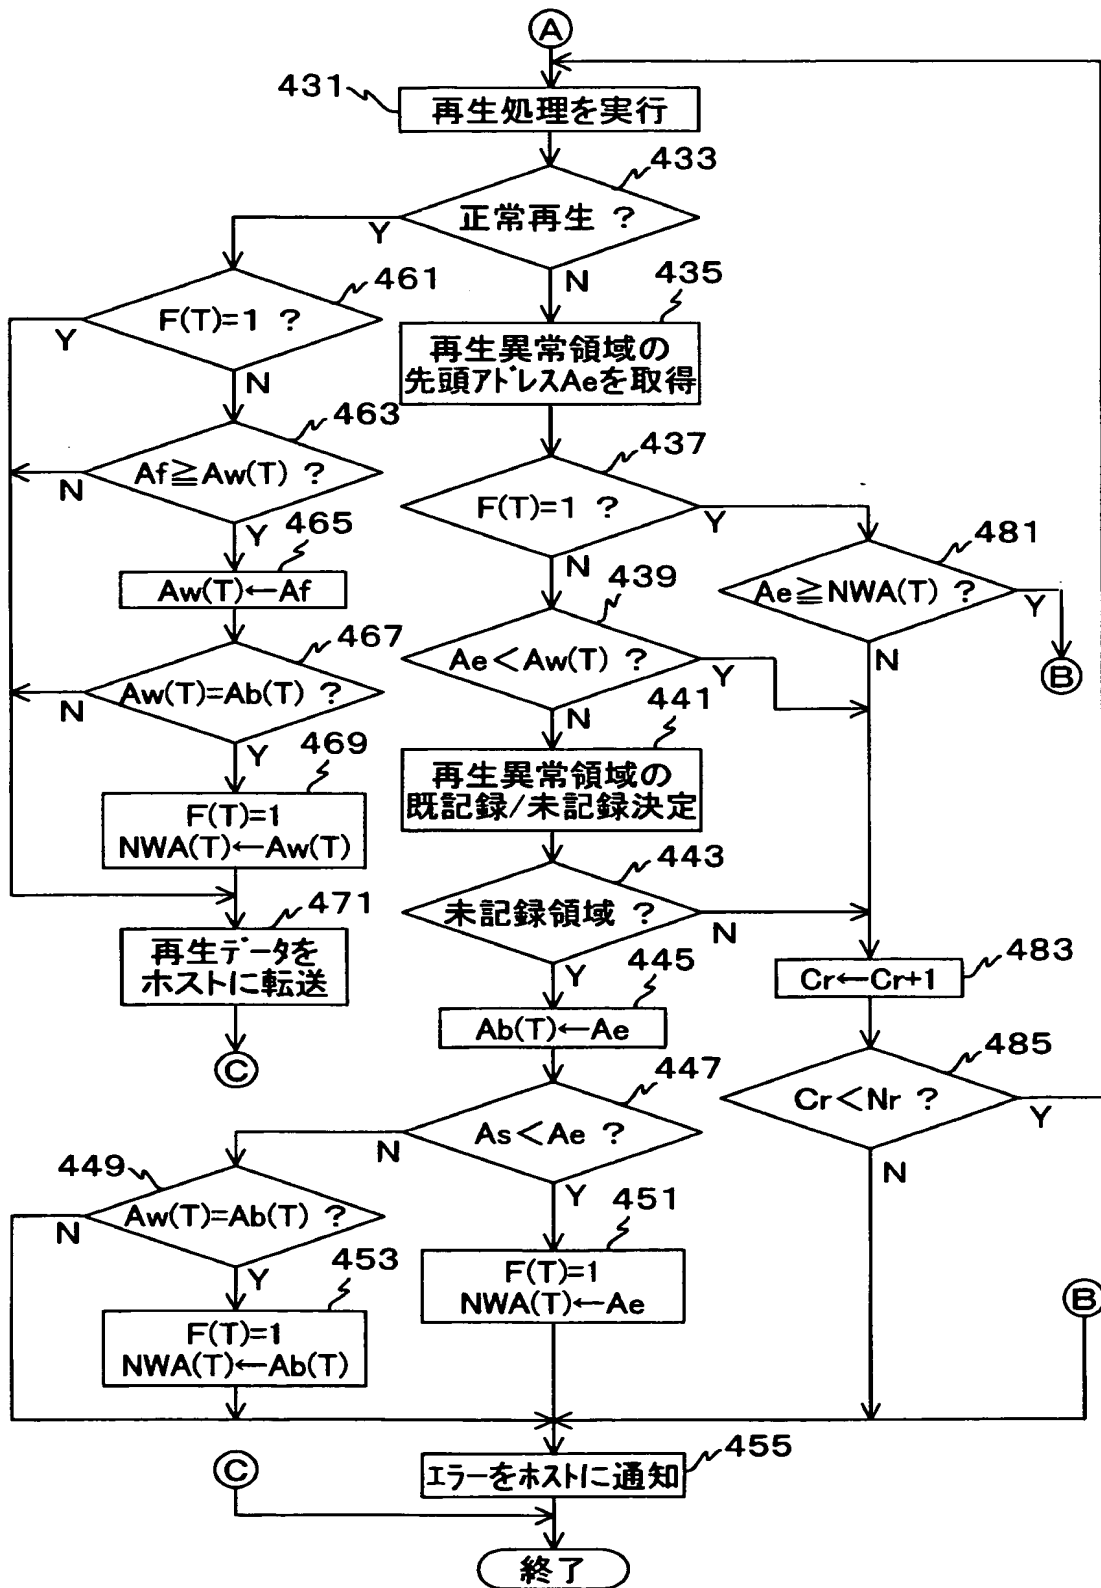 A
431
再生処理を実行
433
正常再生 ?
Y
N
461
F(T)=1 ?
Y
N
435
再生異常領域の
先頭アドレスAeを取得
463
Af≧Aw(T) ?
N
Y
437
F(T)=1 ?
Y
N
465
Aw(T)←Af
481
Ae≧NWA(T) ?
Y
N
B
439
Ae<Aw(T) ?
Y
N
467
Aw(T)=Ab(T) ?
N
Y
441
再生異常領域の
既記録/未記録決定
469
F(T)=1
NWA(T)←Aw(T)
443
未記録領域 ?
N
Y
471
再生データを
ホストに転送
C
445
Ab(T)←Ae
483
Cr←Cr+1
447
As<Ae ?
N
Y
485
Cr<Nr ?
Y
N
449
Aw(T)=Ab(T) ?
N
Y
451
F(T)=1
NWA(T)←Ae
453
F(T)=1
NWA(T)←Ab(T)
B
C
455
エラーをホストに通知
終了